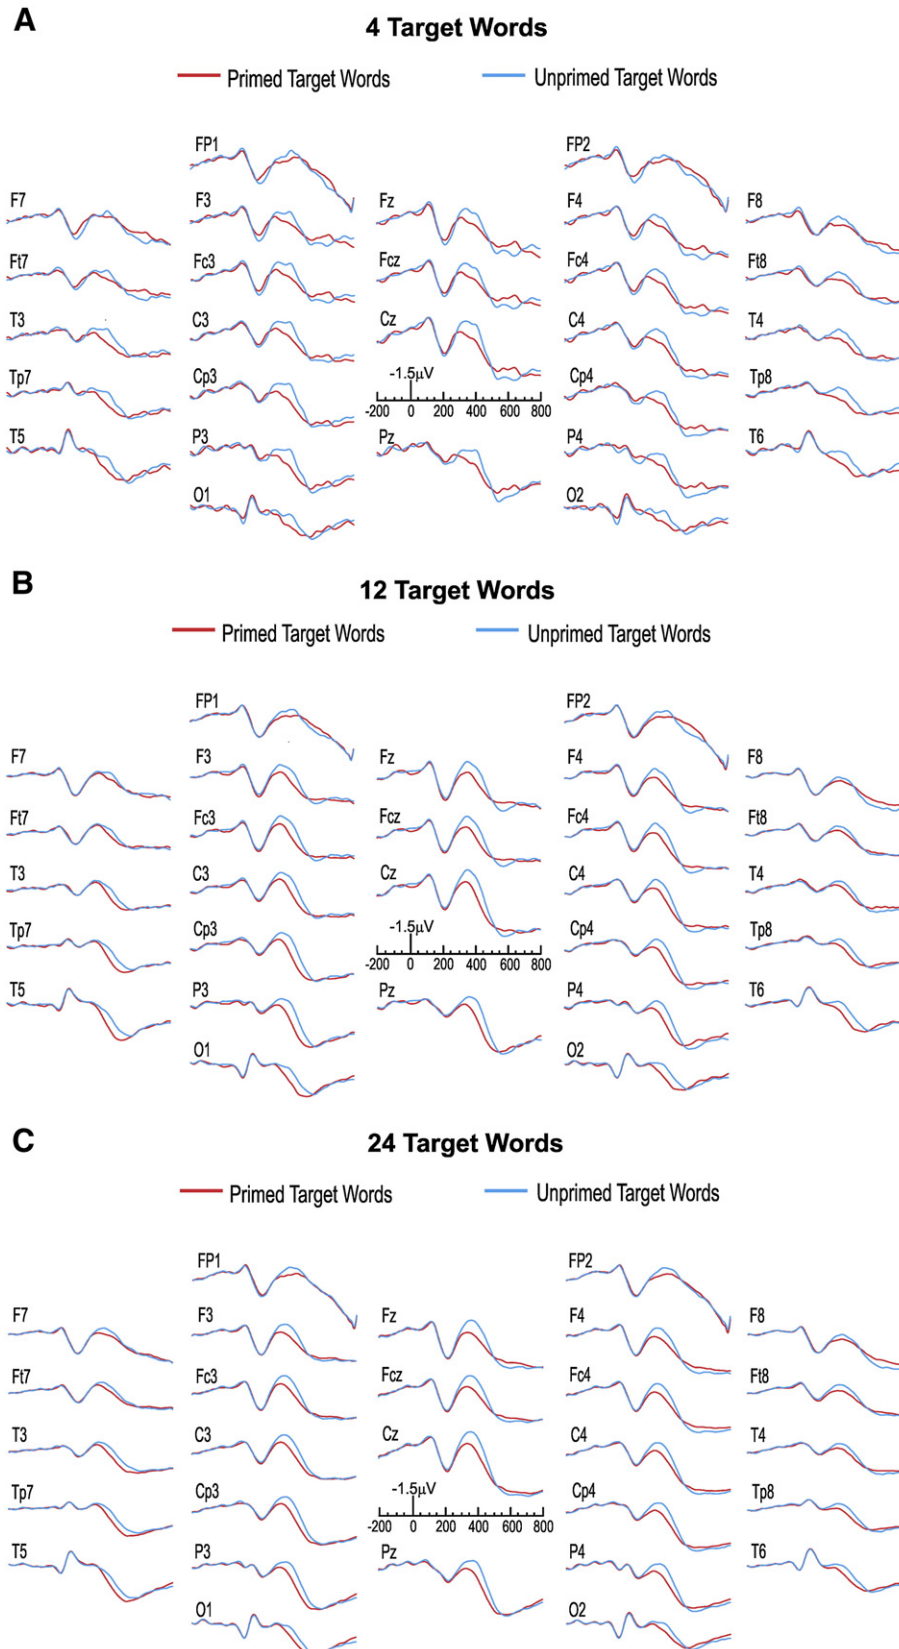 A
4 Target Words
Primed Target Words Unprimed Target Words
FP1 FP2
F7 F3 Fz F4 F8
Ft7 Fc3 Fcz Fc4 Ft8
T3 C3 Cz C4 T4
-1.5µV
Tp7 Cp3 Cp4 Tp8
-200 0 200 400 600 800
T5 P3 Pz P4 T6
O1 O2
B
12 Target Words
Primed Target Words Unprimed Target Words
FP1 FP2
F7 F3 Fz F4 F8
Ft7 Fc3 Fcz Fc4 Ft8
T3 C3 Cz C4 T4
-1.5µV
Tp7 Cp3 Cp4 Tp8
-200 0 200 400 600 800
T5 P3 Pz P4 T6
O1 O2
C
24 Target Words
Primed Target Words Unprimed Target Words
FP1 FP2
F7 F3 Fz F4 F8
Ft7 Fc3 Fcz Fc4 Ft8
T3 C3 Cz C4 T4
-1.5µV
Tp7 Cp3 Cp4 Tp8
-200 0 200 400 600 800
T5 P3 Pz P4 T6
O1 O2